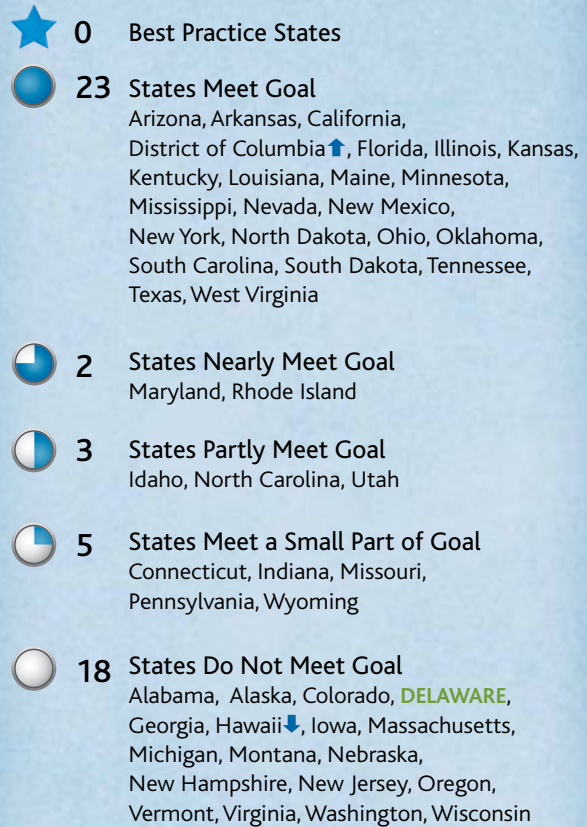 0 Best Practice States
23 States Meet Goal
Arizona, Arkansas, California,
District of Columbia⬆, Florida, Illinois, Kansas,
Kentucky, Louisiana, Maine, Minnesota,
Mississippi, Nevada, New Mexico,
New York, North Dakota, Ohio, Oklahoma,
South Carolina, South Dakota, Tennessee,
Texas, West Virginia
2 States Nearly Meet Goal
Maryland, Rhode Island
3 States Partly Meet Goal
Idaho, North Carolina, Utah
5 States Meet a Small Part of Goal
Connecticut, Indiana, Missouri,
Pennsylvania, Wyoming
18 States Do Not Meet Goal
Alabama, Alaska, Colorado, DELAWARE,
Georgia, Hawaii⬇, Iowa, Massachusetts,
Michigan, Montana, Nebraska,
New Hampshire, New Jersey, Oregon,
Vermont, Virginia, Washington, Wisconsin